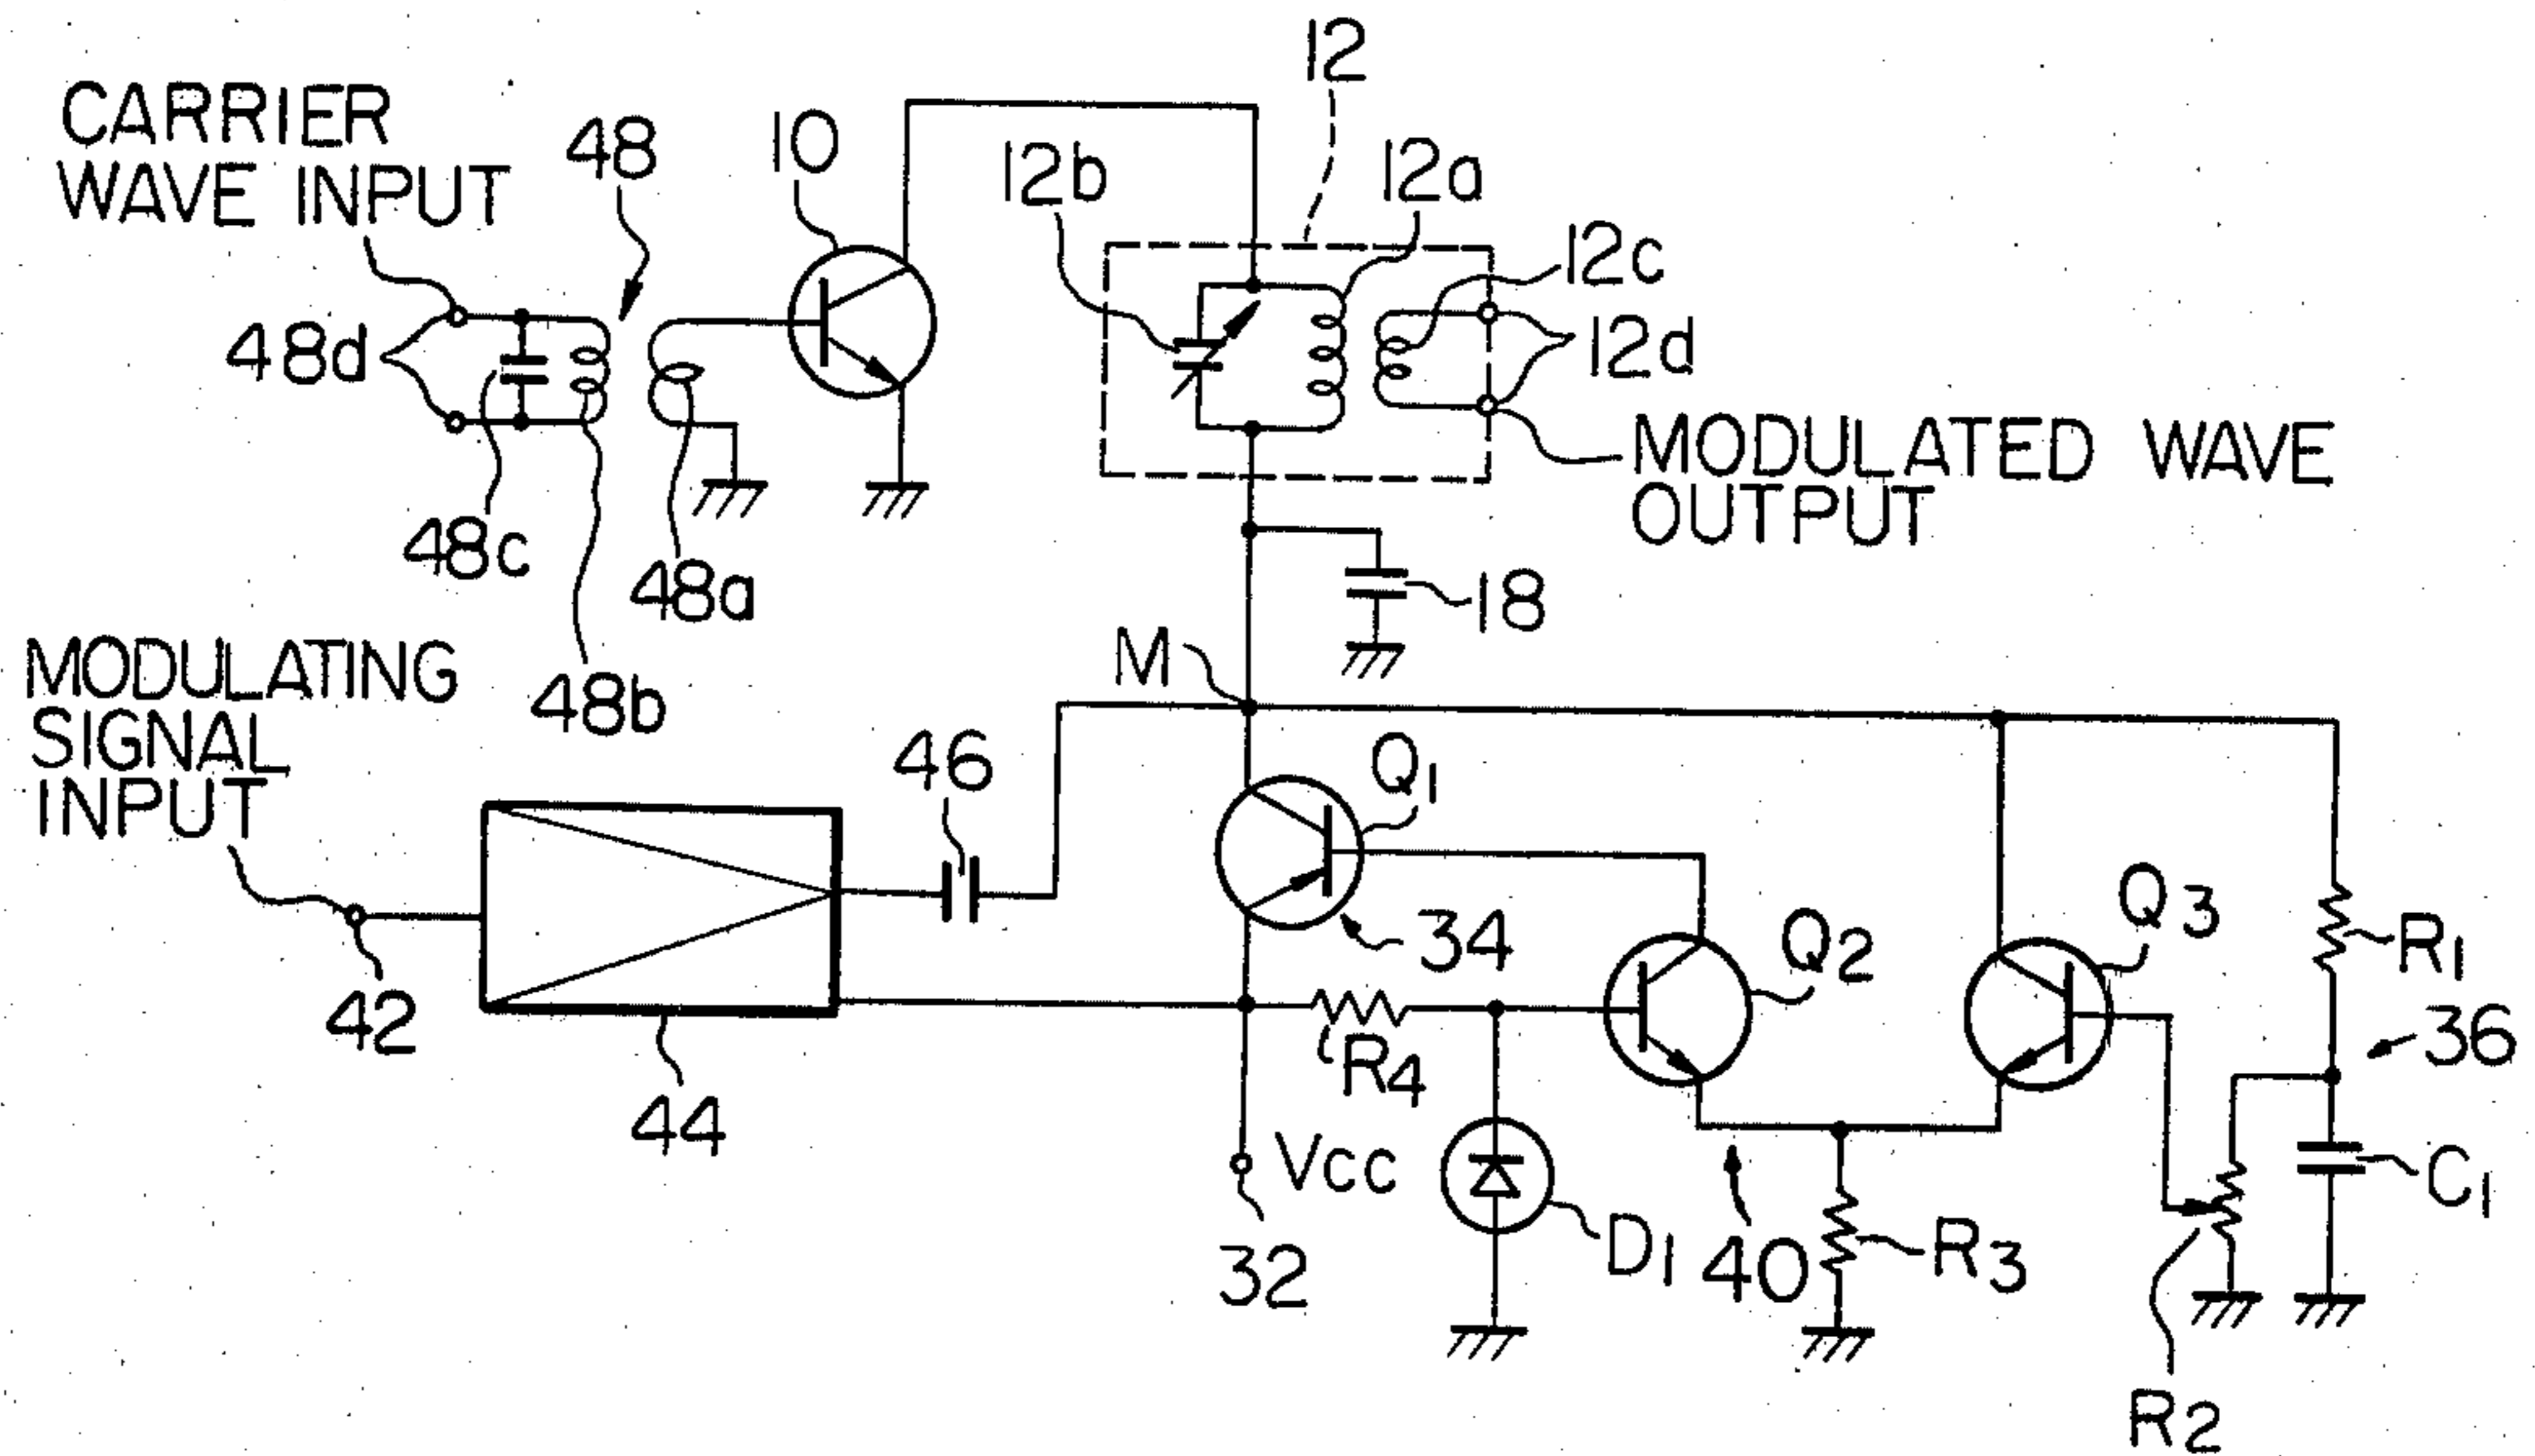 12
CARRIER
WAVE INPUT
48
10
12b
12a
12c
48d
12d
MODULATED WAVE
OUTPUT
48c
48a
18
M
48b
MODULATING
SIGNAL
INPUT
46
Q1
34
Q2
Q3
R1
42
44
R4
36
Vcc
32
D1
40
R3
C1
R2